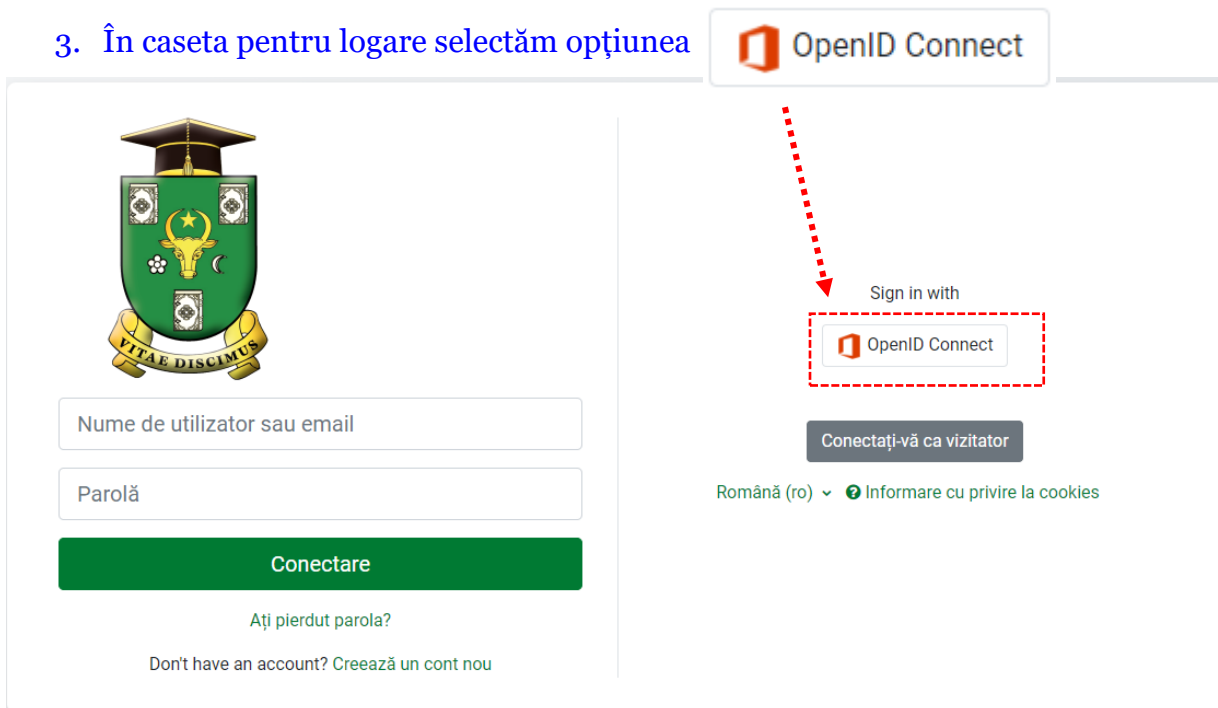 3. În caseta pentru logare selectăm opțiunea OpenID Connect
VITAE DISCIMUS
Nume de utilizator sau email
Parolă
Conectare
Ați pierdut parola?
Don't have an account? Creează un cont nou
Sign in with
OpenID Connect
Conectați-vă ca vizitator
Română (ro) Informare cu privire la cookies